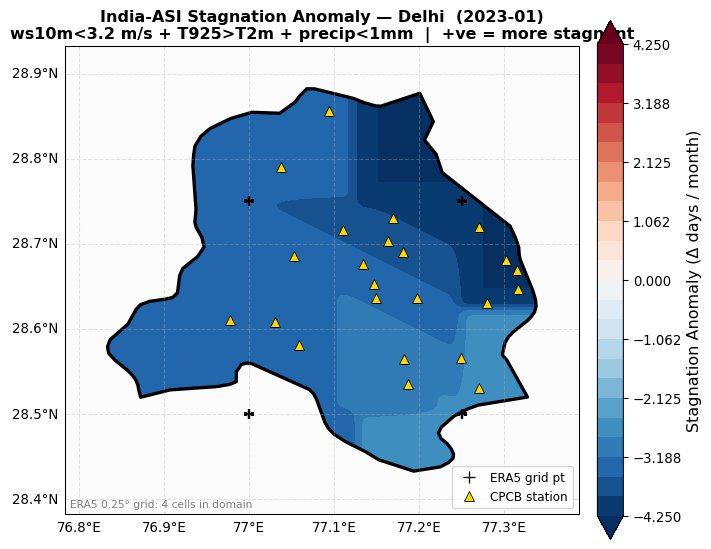 India-ASI Stagnation Anomaly — Delhi  (2023-01)
ws10m<3.2 m/s + T925>T2m + precip<1mm  |  +ve = more stagnant
28.9°N
28.8°N
28.7°N
28.6°N
28.5°N
28.4°N
76.8°E
76.9°E
77°E
77.1°E
77.2°E
77.3°E
ERA5 0.25° grid: 4 cells in domain
ERA5 grid pt
CPCB station
4.250
3.188
2.125
1.062
0.000
−1.062
−2.125
−3.188
−4.250
Stagnation Anomaly (Δ days / month)